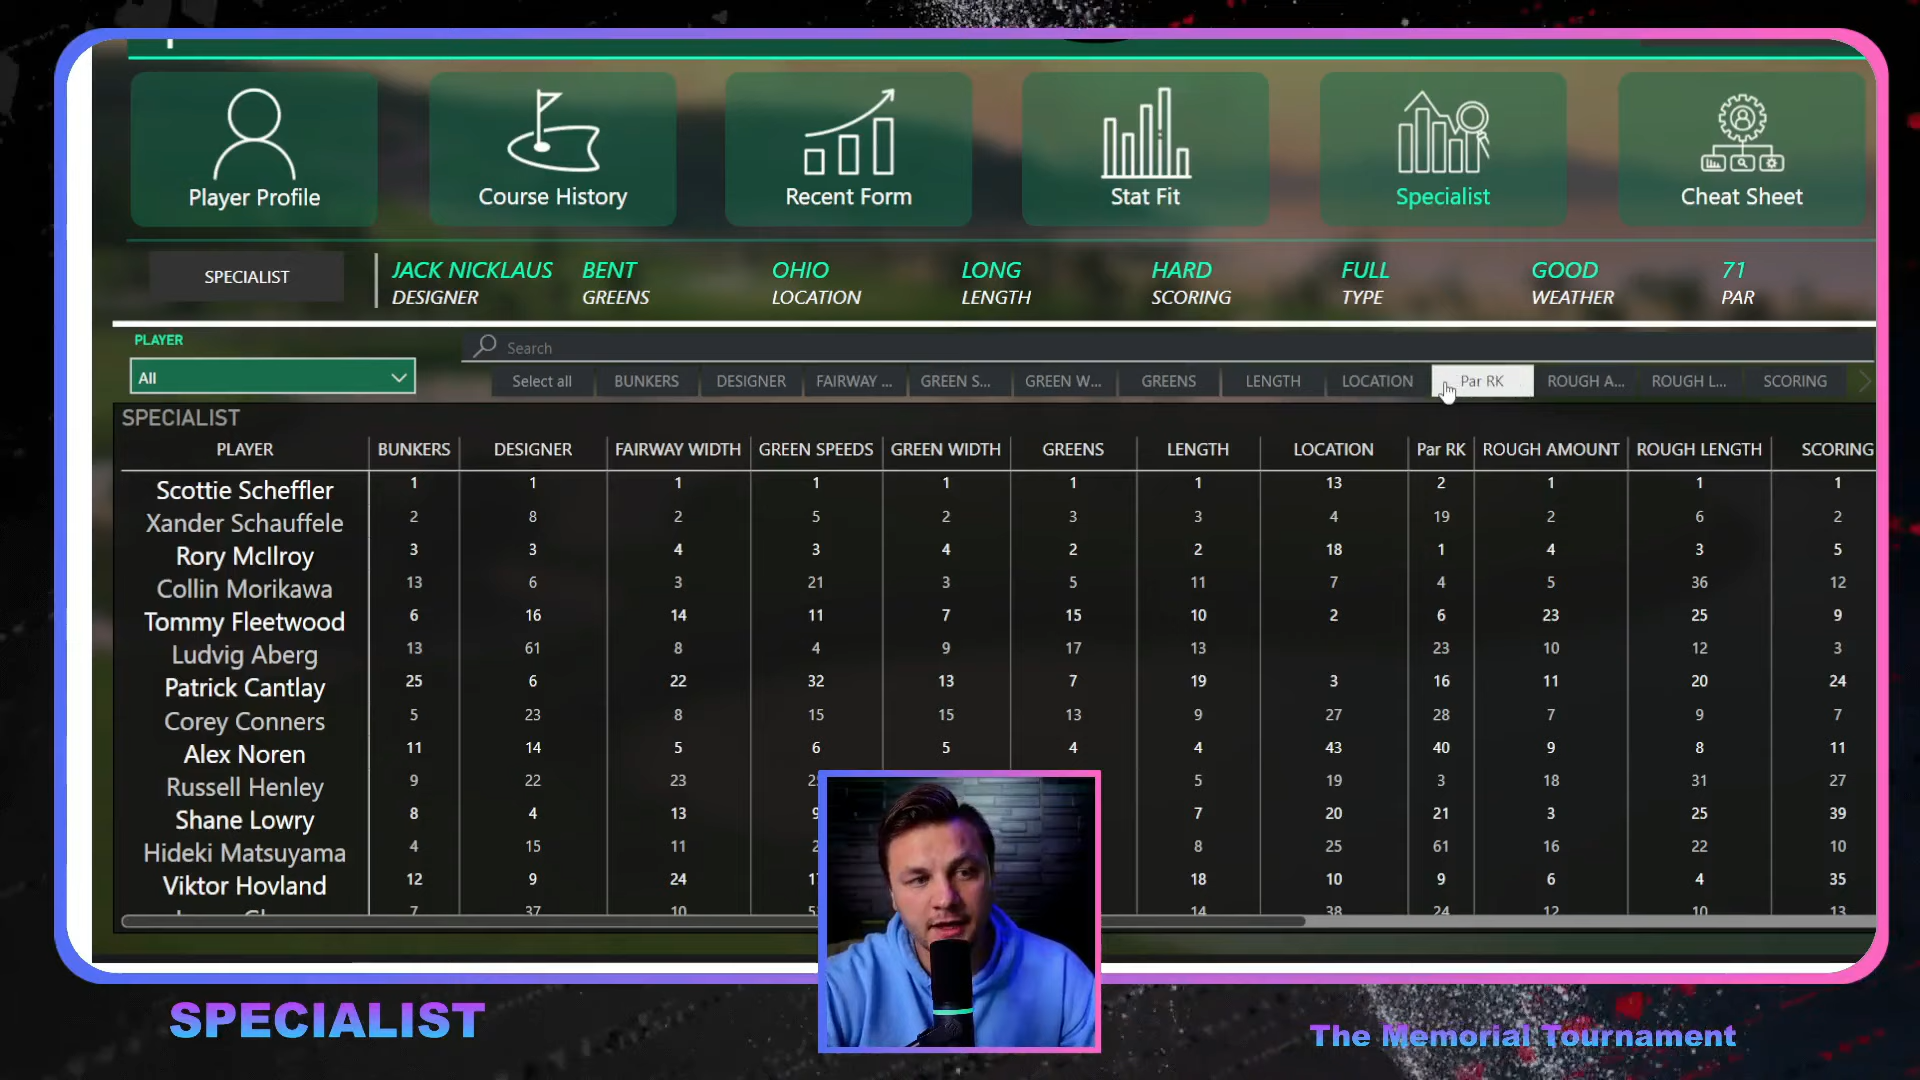 Player Profile
Course History
Recent Form
Stat Fit
Specialist
Cheat Sheet
SPECIALIST
JACK NICKLAUS BENT OHIO LONG HARD FULL GOOD 71
DESIGNER GREENS LOCATION LENGTH SCORING TYPE WEATHER PAR
PLAYER
All
Search
Select all BUNKERS DESIGNER FAIRWAY ... GREEN S... GREEN W... GREENS LENGTH LOCATION Par RK ROUGH A... ROUGH L... SCORING
SPECIALIST
PLAYER BUNKERS DESIGNER FAIRWAY WIDTH GREEN SPEEDS GREEN WIDTH GREENS LENGTH LOCATION Par RK ROUGH AMOUNT ROUGH LENGTH SCORING
Scottie Scheffler 1 1 1 1 1 1 1 13 2 1 1 1
Xander Schauffele 2 8 2 5 2 3 3 4 19 2 6 2
Rory McIlroy 3 3 4 3 4 2 2 18 1 4 3 5
Collin Morikawa 13 6 3 21 3 5 11 7 4 5 36 12
Tommy Fleetwood 6 16 14 11 7 15 10 2 6 23 25 9
Ludvig Aberg 13 61 8 4 9 17 13 23 10 12 3
Patrick Cantlay 25 6 22 32 13 7 19 3 16 11 20 24
Corey Conners 5 23 8 15 15 13 9 27 28 7 9 7
Alex Noren 11 14 5 6 5 4 4 43 40 9 8 11
Russell Henley 9 22 23 5 19 3 18 31 27
Shane Lowry 8 4 13 7 20 21 3 25 39
Hideki Matsuyama 4 15 11 8 25 61 16 22 10
Viktor Hovland 12 9 24 18 10 9 6 4 35
7 37 10 14 38 24 12 10 13
SPECIALIST
The Memorial Tournament